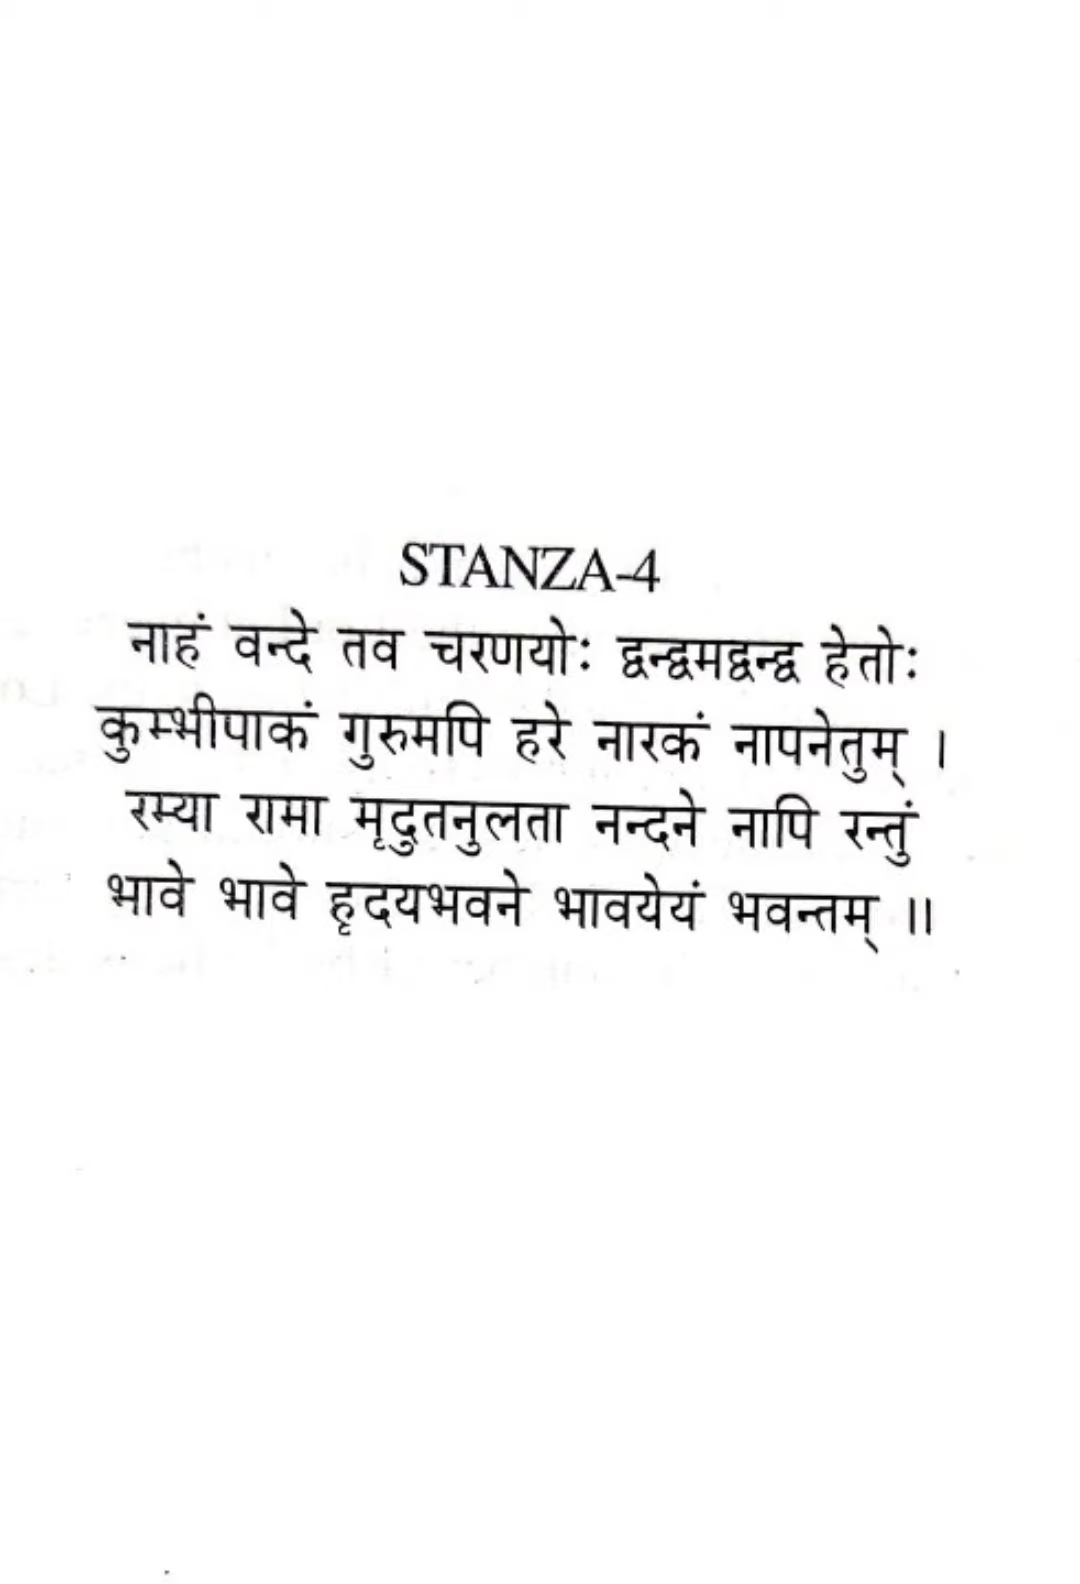 STANZA-4
नाहं वन्दे तव चरणयोः द्वन्द्वमद्वन्द्व हेतोः
कुम्भीपाकं गुरुमपि हरे नारकं नापनेतुम् ।
रम्या रामा मृदुतनुलता नन्दने नापि रन्तुं
भावे भावे हृदयभवने भावयेयं भवन्तम् ॥